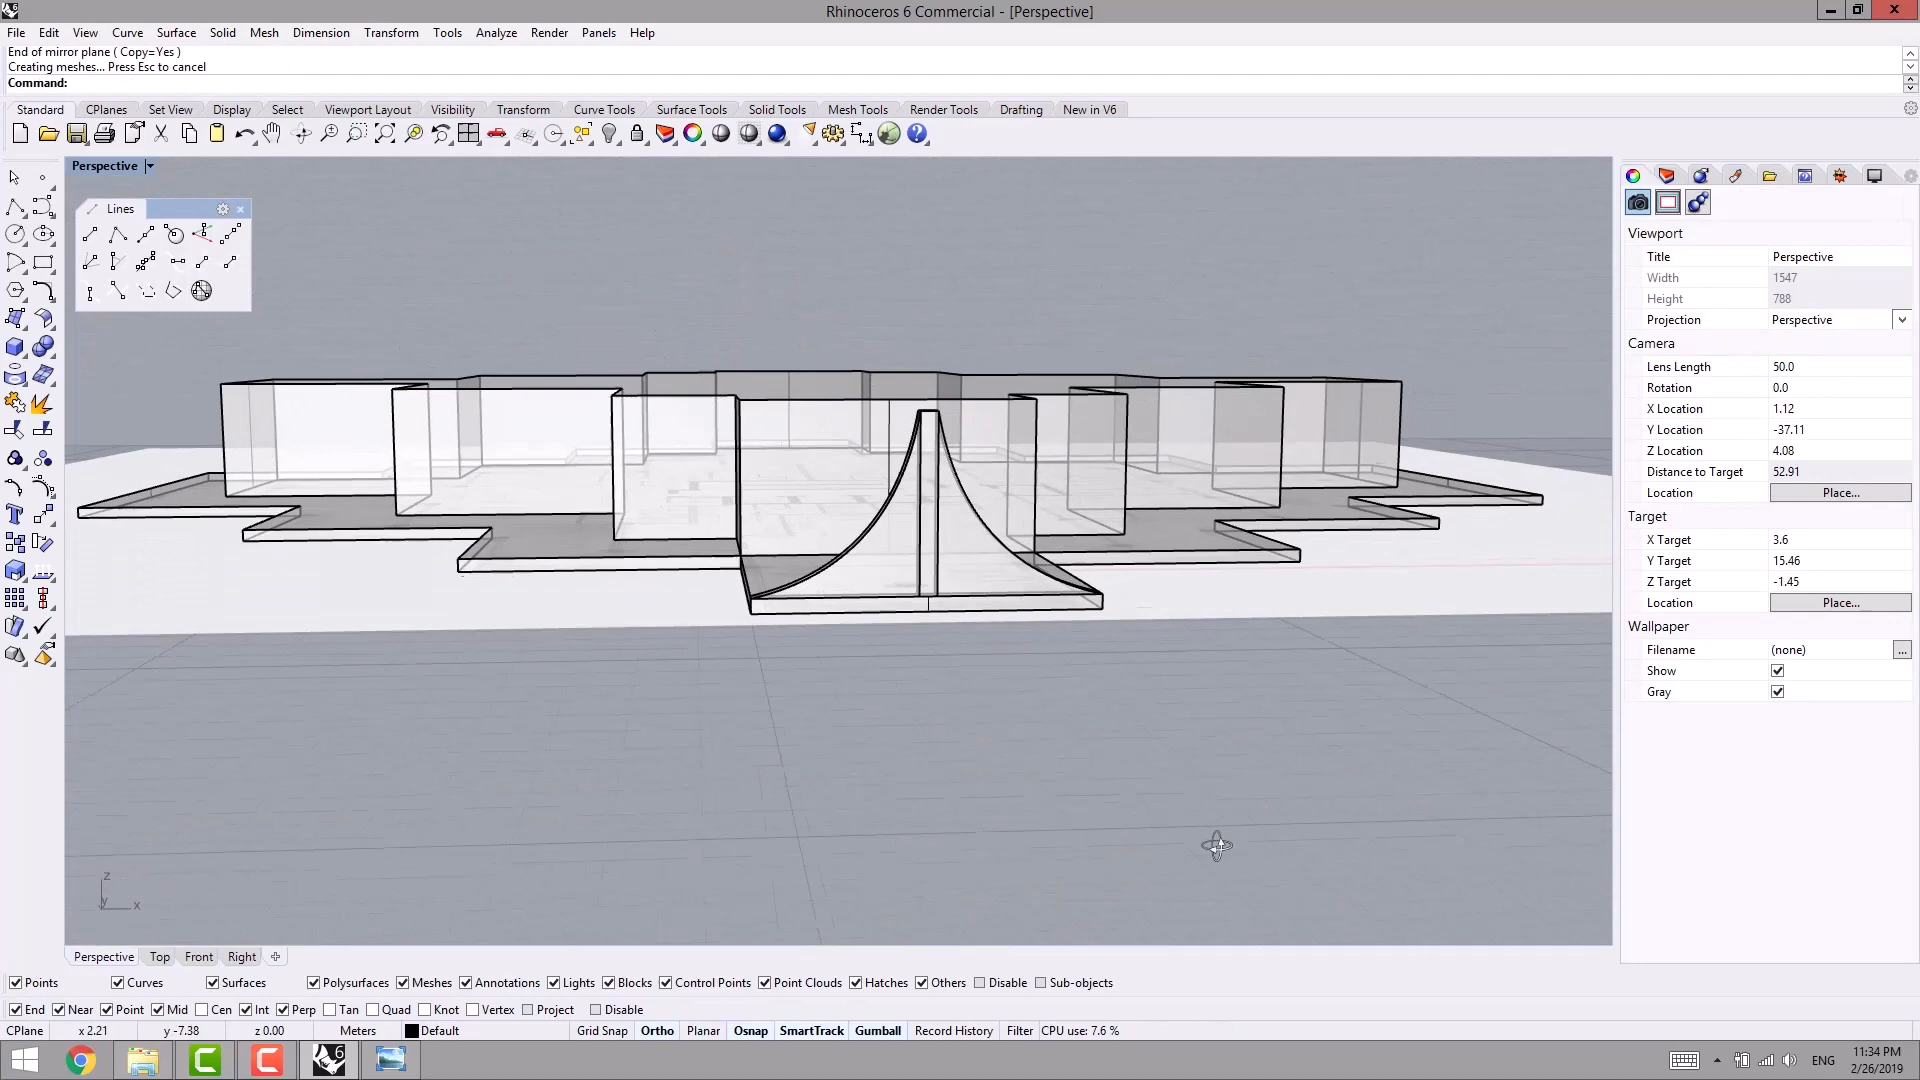 Rhinoceros 6 Commercial - [Perspective]
File Edit View Curve Surface Solid Mesh Dimension Transform Tools Analyze Render Panels Help
End of mirror plane ( Copy=Yes )
Creating meshes... Press Esc to cancel
Command:
Standard CPlanes Set View Display Select Viewport Layout Visibility Transform Curve Tools Surface Tools Solid Tools Mesh Tools Render Tools Drafting New in V6
Perspective
Lines
Viewport
Title Perspective
Width 1547
Height 788
Projection Perspective
Camera
Lens Length 50.0
Rotation 0.0
X Location 1.12
Y Location -37.11
Z Location 4.08
Distance to Target 52.91
Location Place...
Target
X Target 3.6
Y Target 15.46
Z Target -1.45
Location Place...
Wallpaper
Filename (none) ...
Show
Gray
z
y
x
Perspective Top Front Right
Points Curves Surfaces Polysurfaces Meshes Annotations Lights Blocks Control Points Point Clouds Hatches Others Disable Sub-objects
End Near Point Mid Cen Int Perp Tan Quad Knot Vertex Project Disable
CPlane x 2.21 y -7.38 z 0.00 Meters Default Grid Snap Ortho Planar Osnap SmartTrack Gumball Record History Filter CPU use: 7.6 %
6
ENG
11:34 PM
2/26/2019